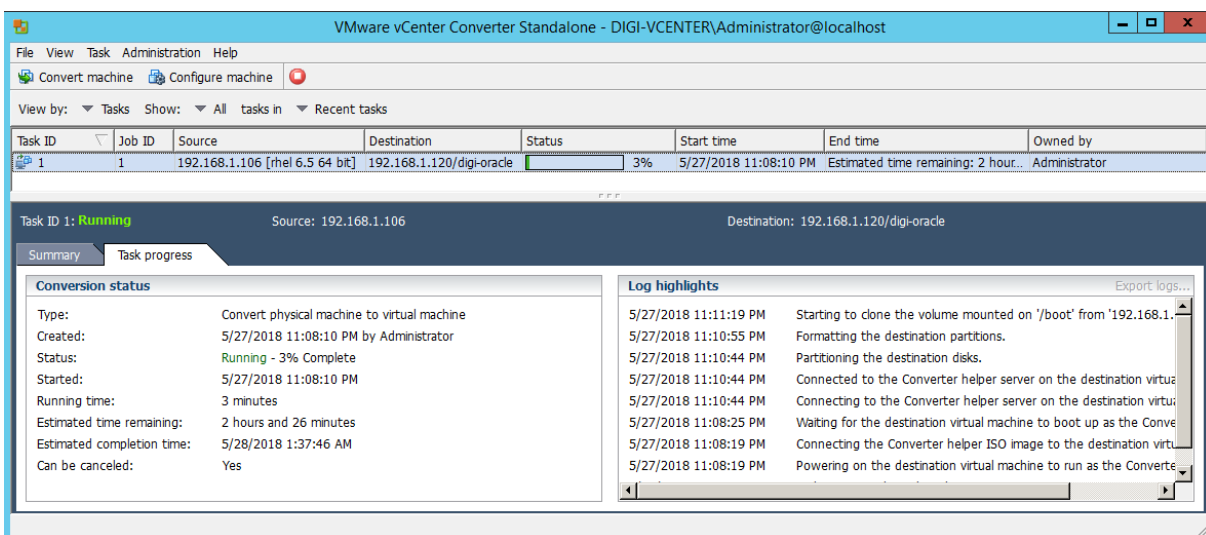 VMware vCenter Converter Standalone - DIGI-VCENTER\Administrator@localhost
File View Task Administration Help
Convert machine Configure machine
View by: Tasks Show: All tasks in Recent tasks
Task ID Job ID Source Destination Status Start time End time Owned by
1 1 192.168.1.106 [rhel 6.5 64 bit] 192.168.1.120/digi-oracle 3% 5/27/2018 11:08:10 PM Estimated time remaining: 2 hour... Administrator
Task ID 1: Running Source: 192.168.1.106 Destination: 192.168.1.120/digi-oracle
Summary Task progress
Conversion status
Type: Convert physical machine to virtual machine
Created: 5/27/2018 11:08:10 PM by Administrator
Status: Running - 3% Complete
Started: 5/27/2018 11:08:10 PM
Running time: 3 minutes
Estimated time remaining: 2 hours and 26 minutes
Estimated completion time: 5/28/2018 1:37:46 AM
Can be canceled: Yes
Log highlights Export logs...
5/27/2018 11:11:19 PM Starting to clone the volume mounted on '/boot' from '192.168.1.
5/27/2018 11:10:55 PM Formatting the destination partitions.
5/27/2018 11:10:44 PM Partitioning the destination disks.
5/27/2018 11:10:44 PM Connected to the Converter helper server on the destination virtua
5/27/2018 11:10:44 PM Connecting to the Converter helper server on the destination virtu
5/27/2018 11:08:25 PM Waiting for the destination virtual machine to boot up as the Conve
5/27/2018 11:08:19 PM Connecting the Converter helper ISO image to the destination virtu
5/27/2018 11:08:19 PM Powering on the destination virtual machine to run as the Converte